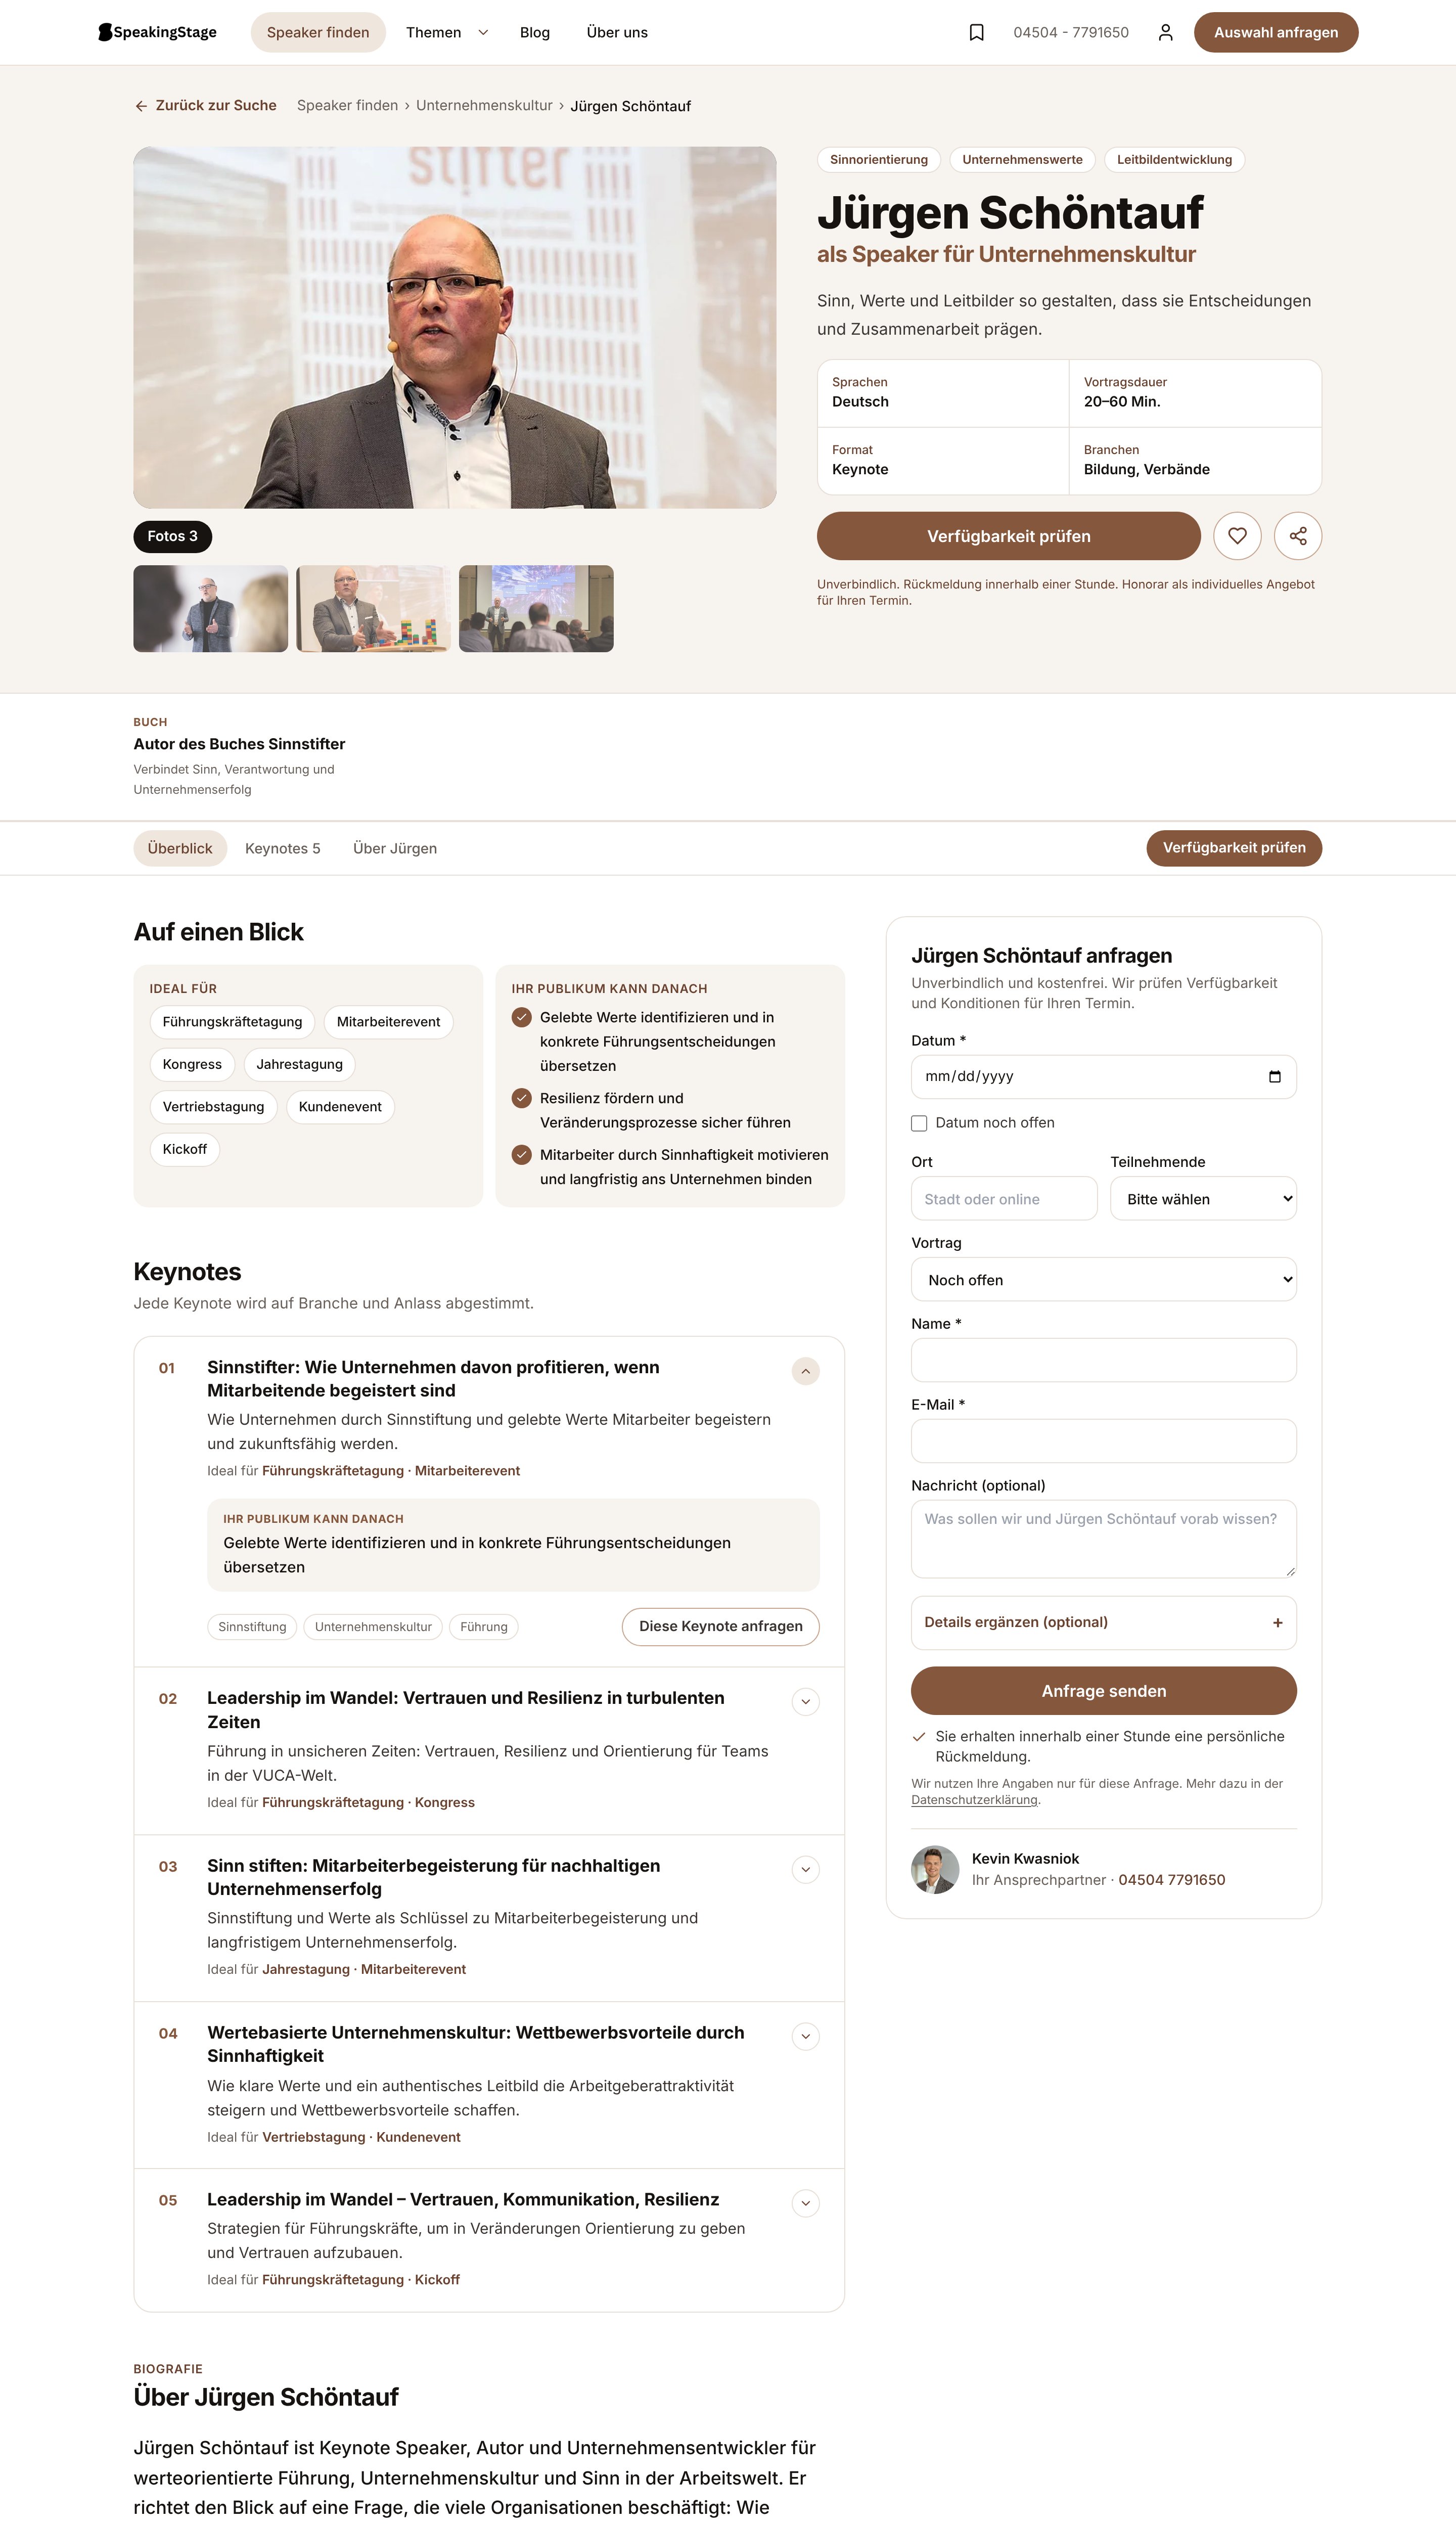 SpeakingStage
Speaker finden
Themen
Blog
Über uns
04504 - 7791650
Auswahl anfragen
Zurück zur Suche
Speaker finden › Unternehmenskultur › Jürgen Schöntauf
stifter
Fotos 3
Sinnorientierung
Unternehmenswerte
Leitbildentwicklung
Jürgen Schöntauf
als Speaker für Unternehmenskultur
Sinn, Werte und Leitbilder so gestalten, dass sie Entscheidungen
und Zusammenarbeit prägen.
Sprachen
Deutsch
Vortragsdauer
20–60 Min.
Format
Keynote
Branchen
Bildung, Verbände
Verfügbarkeit prüfen
Unverbindlich. Rückmeldung innerhalb einer Stunde. Honorar als individuelles Angebot
für Ihren Termin.
BUCH
Autor des Buches Sinnstifter
Verbindet Sinn, Verantwortung und
Unternehmenserfolg
Überblick
Keynotes 5
Über Jürgen
Verfügbarkeit prüfen
Auf einen Blick
IDEAL FÜR
Führungskräftetagung
Mitarbeiterevent
Kongress
Jahrestagung
Vertriebstagung
Kundenevent
Kickoff
IHR PUBLIKUM KANN DANACH
Gelebte Werte identifizieren und in
konkrete Führungsentscheidungen
übersetzen
Resilienz fördern und
Veränderungsprozesse sicher führen
Mitarbeiter durch Sinnhaftigkeit motivieren
und langfristig ans Unternehmen binden
Keynotes
Jede Keynote wird auf Branche und Anlass abgestimmt.
01
Sinnstifter: Wie Unternehmen davon profitieren, wenn
Mitarbeitende begeistert sind
Wie Unternehmen durch Sinnstiftung und gelebte Werte Mitarbeiter begeistern
und zukunftsfähig werden.
Ideal für Führungskräftetagung · Mitarbeiterevent
IHR PUBLIKUM KANN DANACH
Gelebte Werte identifizieren und in konkrete Führungsentscheidungen
übersetzen
Sinnstiftung
Unternehmenskultur
Führung
Diese Keynote anfragen
02
Leadership im Wandel: Vertrauen und Resilienz in turbulenten
Zeiten
Führung in unsicheren Zeiten: Vertrauen, Resilienz und Orientierung für Teams
in der VUCA-Welt.
Ideal für Führungskräftetagung · Kongress
03
Sinn stiften: Mitarbeiterbegeisterung für nachhaltigen
Unternehmenserfolg
Sinnstiftung und Werte als Schlüssel zu Mitarbeiterbegeisterung und
langfristigem Unternehmenserfolg.
Ideal für Jahrestagung · Mitarbeiterevent
04
Wertebasierte Unternehmenskultur: Wettbewerbsvorteile durch
Sinnhaftigkeit
Wie klare Werte und ein authentisches Leitbild die Arbeitgeberattraktivität
steigern und Wettbewerbsvorteile schaffen.
Ideal für Vertriebstagung · Kundenevent
05
Leadership im Wandel – Vertrauen, Kommunikation, Resilienz
Strategien für Führungskräfte, um in Veränderungen Orientierung zu geben
und Vertrauen aufzubauen.
Ideal für Führungskräftetagung · Kickoff
Jürgen Schöntauf anfragen
Unverbindlich und kostenfrei. Wir prüfen Verfügbarkeit
und Konditionen für Ihren Termin.
Datum *
mm/dd/yyyy
Datum noch offen
Ort
Teilnehmende
Stadt oder online
Bitte wählen
Vortrag
Noch offen
Name *
E-Mail *
Nachricht (optional)
Was sollen wir und Jürgen Schöntauf vorab wissen?
Details ergänzen (optional) +
Anfrage senden
Sie erhalten innerhalb einer Stunde eine persönliche
Rückmeldung.
Wir nutzen Ihre Angaben nur für diese Anfrage. Mehr dazu in der
Datenschutzerklärung.
Kevin Kwasniok
Ihr Ansprechpartner · 04504 7791650
BIOGRAFIE
Über Jürgen Schöntauf
Jürgen Schöntauf ist Keynote Speaker, Autor und Unternehmensentwickler für
werteorientierte Führung, Unternehmenskultur und Sinn in der Arbeitswelt. Er
richtet den Blick auf eine Frage, die viele Organisationen beschäftigt: Wie